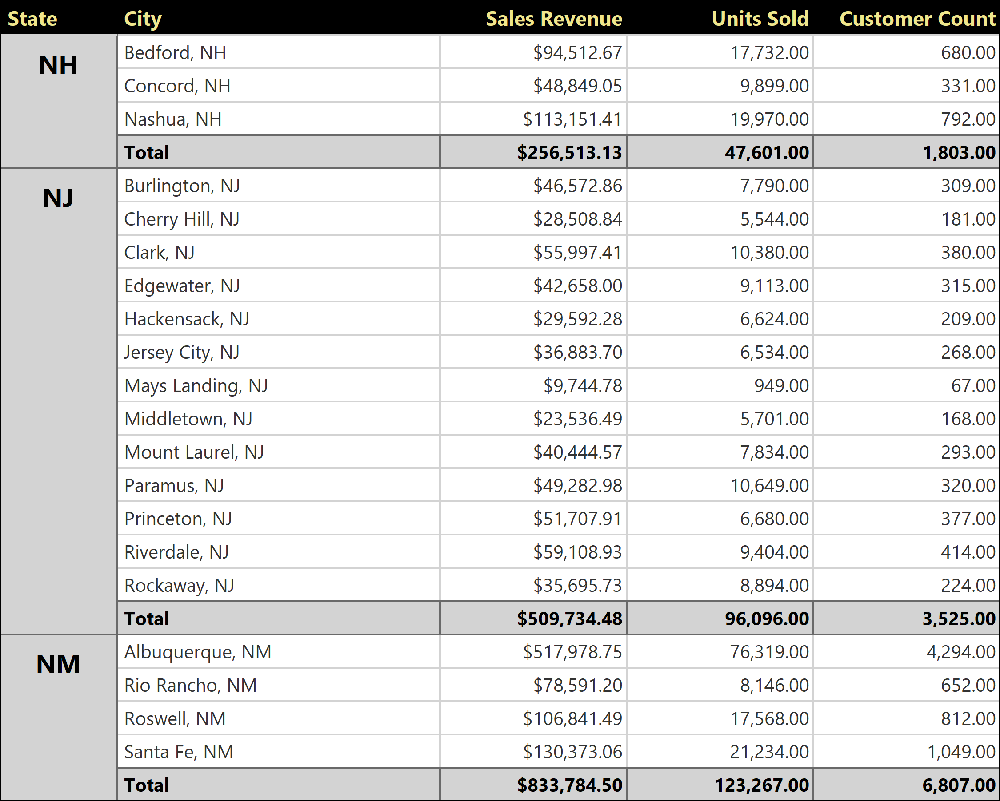 State City Sales Revenue Units Sold Customer Count
NH Bedford, NH $94,512.67 17,732.00 680.00
Concord, NH $48,849.05 9,899.00 331.00
Nashua, NH $113,151.41 19,970.00 792.00
Total $256,513.13 47,601.00 1,803.00
NJ Burlington, NJ $46,572.86 7,790.00 309.00
Cherry Hill, NJ $28,508.84 5,544.00 181.00
Clark, NJ $55,997.41 10,380.00 380.00
Edgewater, NJ $42,658.00 9,113.00 315.00
Hackensack, NJ $29,592.28 6,624.00 209.00
Jersey City, NJ $36,883.70 6,534.00 268.00
Mays Landing, NJ $9,744.78 949.00 67.00
Middletown, NJ $23,536.49 5,701.00 168.00
Mount Laurel, NJ $40,444.57 7,834.00 293.00
Paramus, NJ $49,282.98 10,649.00 320.00
Princeton, NJ $51,707.91 6,680.00 377.00
Riverdale, NJ $59,108.93 9,404.00 414.00
Rockaway, NJ $35,695.73 8,894.00 224.00
Total $509,734.48 96,096.00 3,525.00
NM Albuquerque, NM $517,978.75 76,319.00 4,294.00
Rio Rancho, NM $78,591.20 8,146.00 652.00
Roswell, NM $106,841.49 17,568.00 812.00
Santa Fe, NM $130,373.06 21,234.00 1,049.00
Total $833,784.50 123,267.00 6,807.00